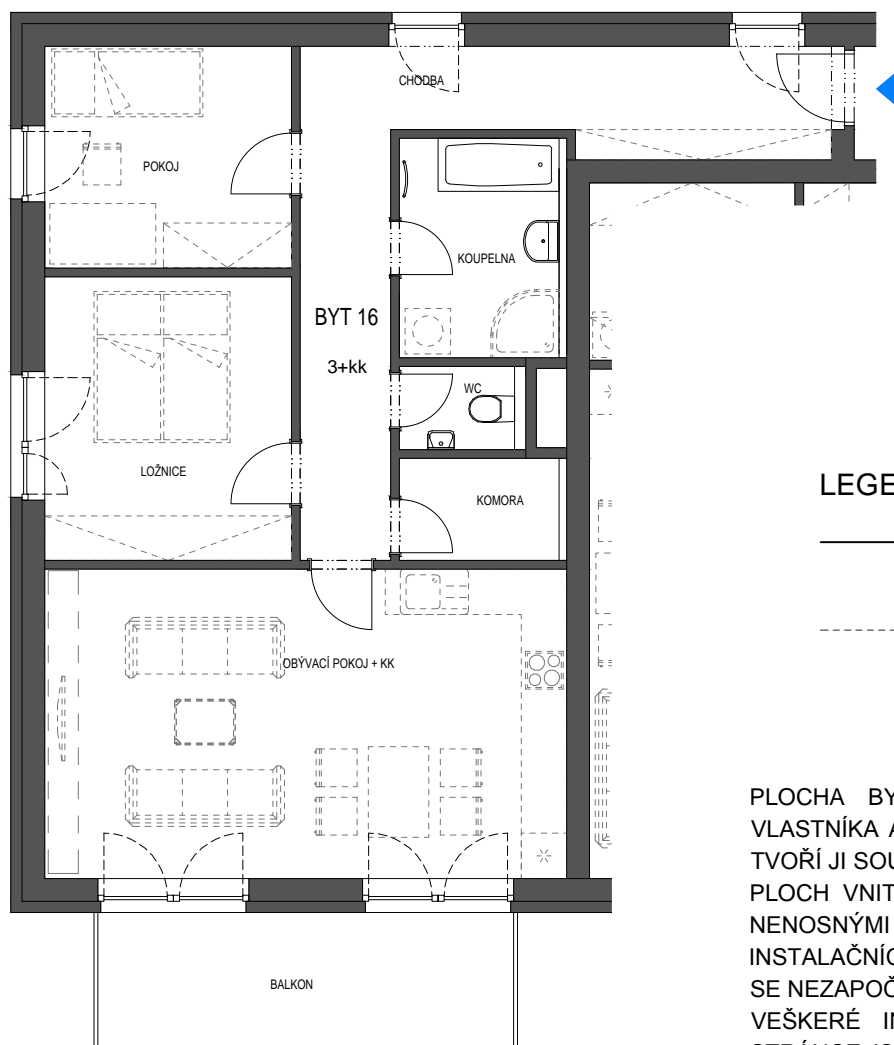 CHODBA
POKOJ
KOUPELNA
BYT 16
3+kk
WC
LOŽNICE
KOMORA
LEGE
OBÝVACÍ POKOJ + KK
PLOCHA BY
VLASTNÍKA A
TVOŘÍ JI SOU
PLOCH VNIT
NENOSNÝMI
INSTALAČNÍC
SE NEZAPOČ
VEŠKERÉ IN
BALKON